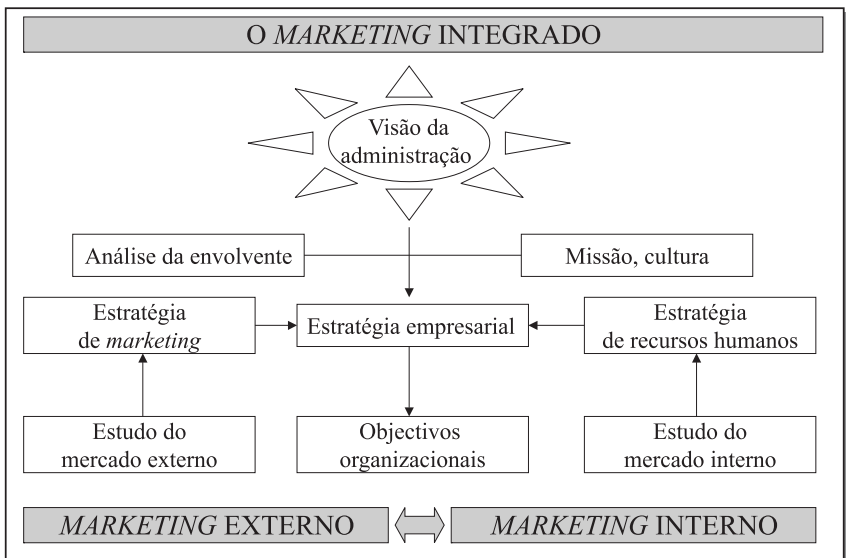 O MARKETING INTEGRADO
Visão da
administração
Análise da envolvente
Missão, cultura
Estratégia
de marketing
Estratégia empresarial
Estratégia
de recursos humanos
Estudo do
mercado externo
Objectivos
organizacionais
Estudo do
mercado interno
MARKETING EXTERNO
MARKETING INTERNO